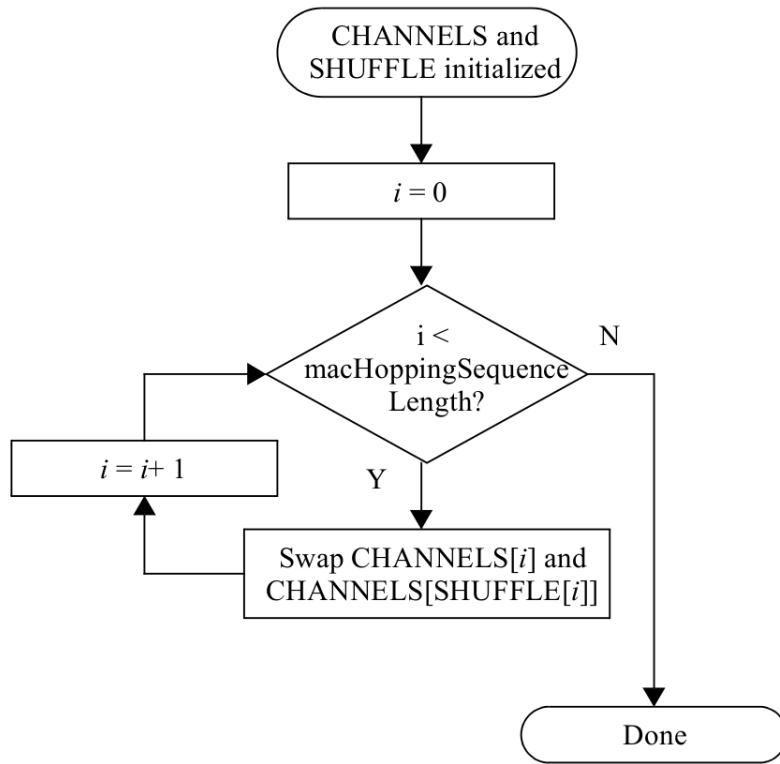 CHANNELS and
SHUFFLE initialized
i = 0
i <
macHoppingSequence
Length?
N
Y
i = i+ 1
Swap CHANNELS[i] and
CHANNELS[SHUFFLE[i]]
Done